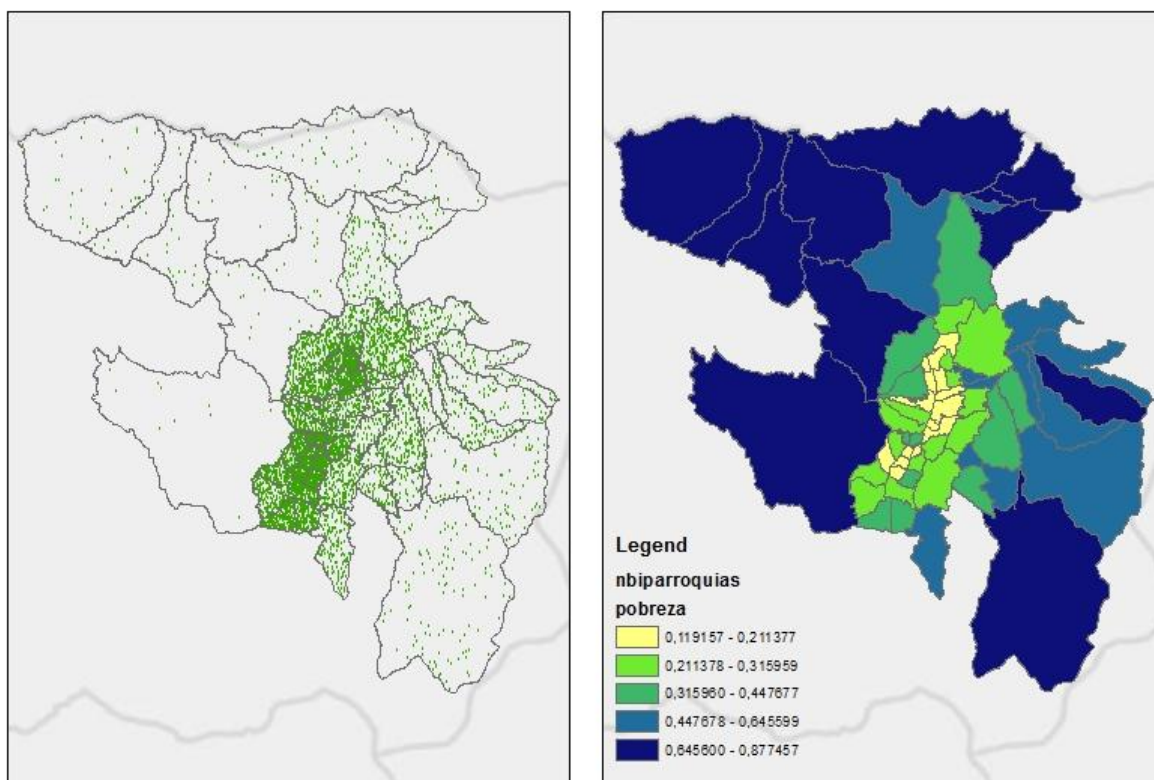 Legend
nbiparroquias
pobreza
0,119157 - 0,211377
0,211378 - 0,315959
0,315960 - 0,447677
0,447678 - 0,645599
0,645600 - 0,877457